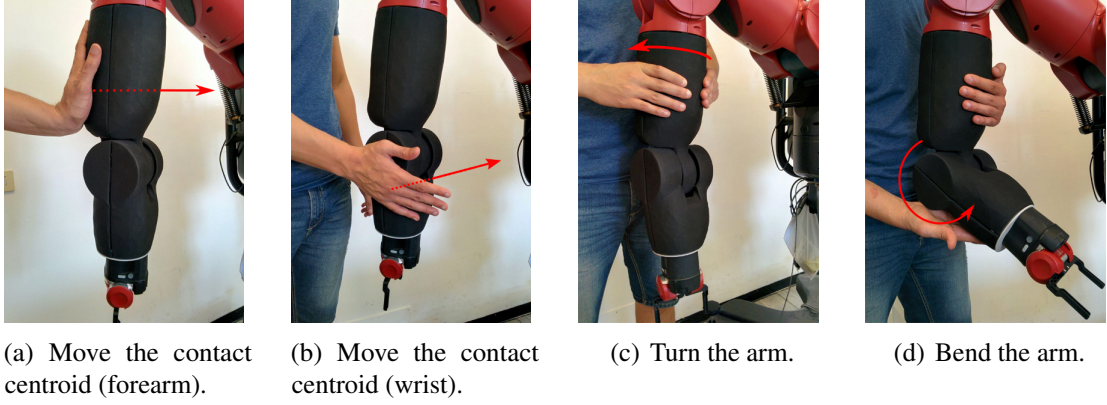 (a) Move the contact
centroid (forearm).
(b) Move the contact
centroid (wrist).
(c) Turn the arm.
(d) Bend the arm.